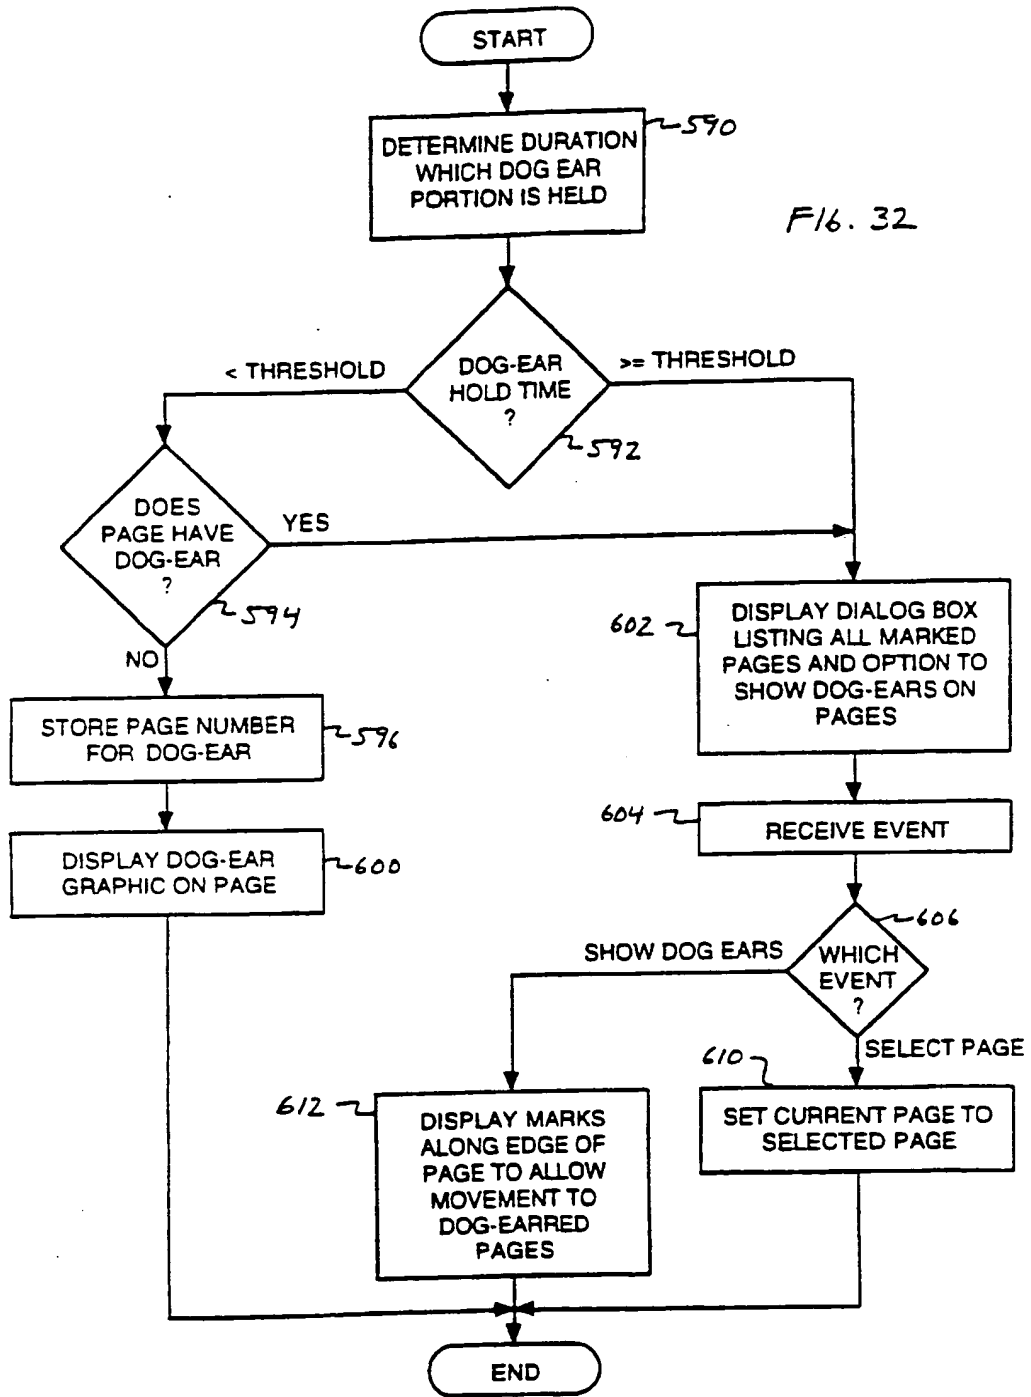 START
DETERMINE DURATION
WHICH DOG EAR
PORTION IS HELD
590
FIG. 32
< THRESHOLD
DOG-EAR
HOLD TIME
?
>= THRESHOLD
592
DOES
PAGE HAVE
DOG-EAR
?
YES
594
NO
STORE PAGE NUMBER
FOR DOG-EAR
596
DISPLAY DOG-EAR
GRAPHIC ON PAGE
600
602
DISPLAY DIALOG BOX
LISTING ALL MARKED
PAGES AND OPTION TO
SHOW DOG-EARS ON
PAGES
604
RECEIVE EVENT
606
SHOW DOG EARS
WHICH
EVENT
?
SELECT PAGE
610
SET CURRENT PAGE TO
SELECTED PAGE
612
DISPLAY MARKS
ALONG EDGE OF
PAGE TO ALLOW
MOVEMENT TO
DOG-EARRED
PAGES
END